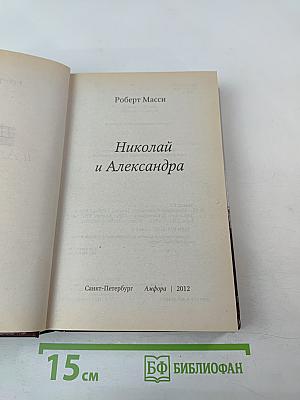 Роберт Масси
Николай
и Александра
Санкт-Петербург Амфора | 2012
15 см
БФ БИБЛИОФАН